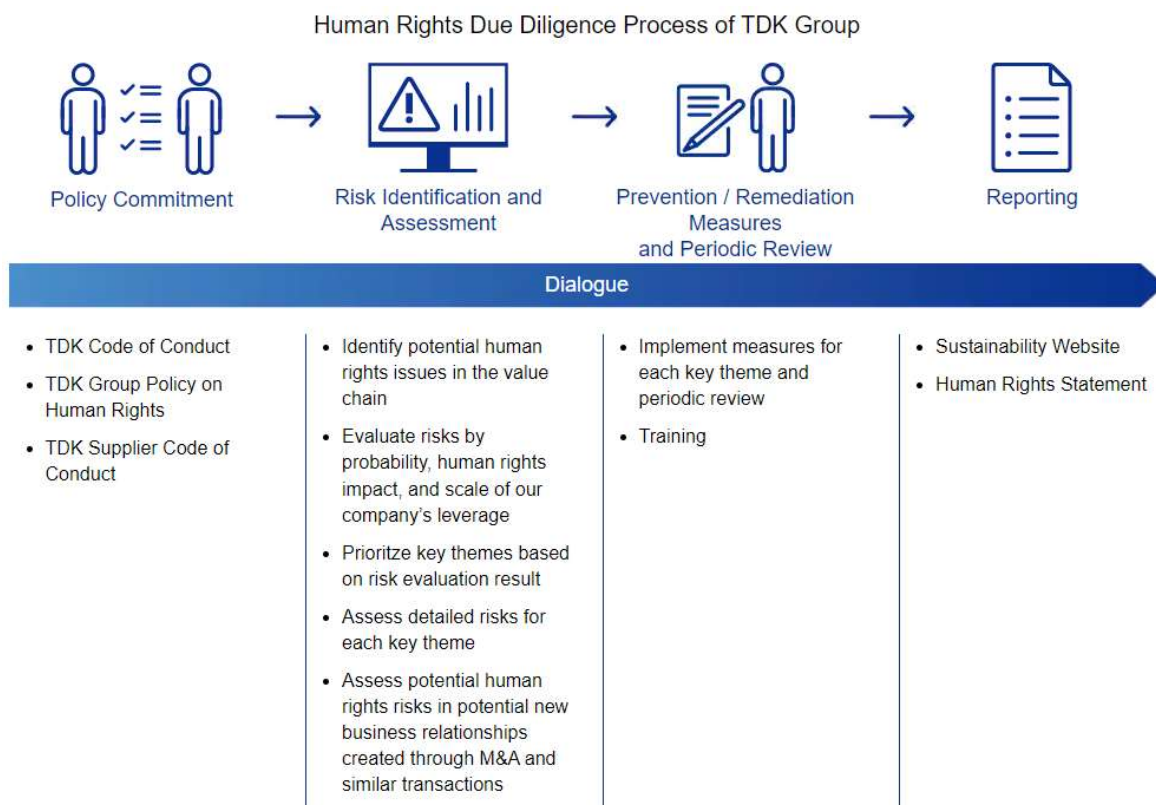 Human Rights Due Diligence Process of TDK Group
Policy Commitment
Risk Identification and
Assessment
Prevention / Remediation
Measures
and Periodic Review
Reporting
Dialogue
• TDK Code of Conduct
• TDK Group Policy on
Human Rights
• TDK Supplier Code of
Conduct
• Identify potential human
rights issues in the value
chain
• Evaluate risks by
probability, human rights
impact, and scale of our
company’s leverage
• Prioritze key themes based
on risk evaluation result
• Assess detailed risks for
each key theme
• Assess potential human
rights risks in potential new
business relationships
created through M&A and
similar transactions
• Implement measures for
each key theme and
periodic review
• Training
• Sustainability Website
• Human Rights Statement